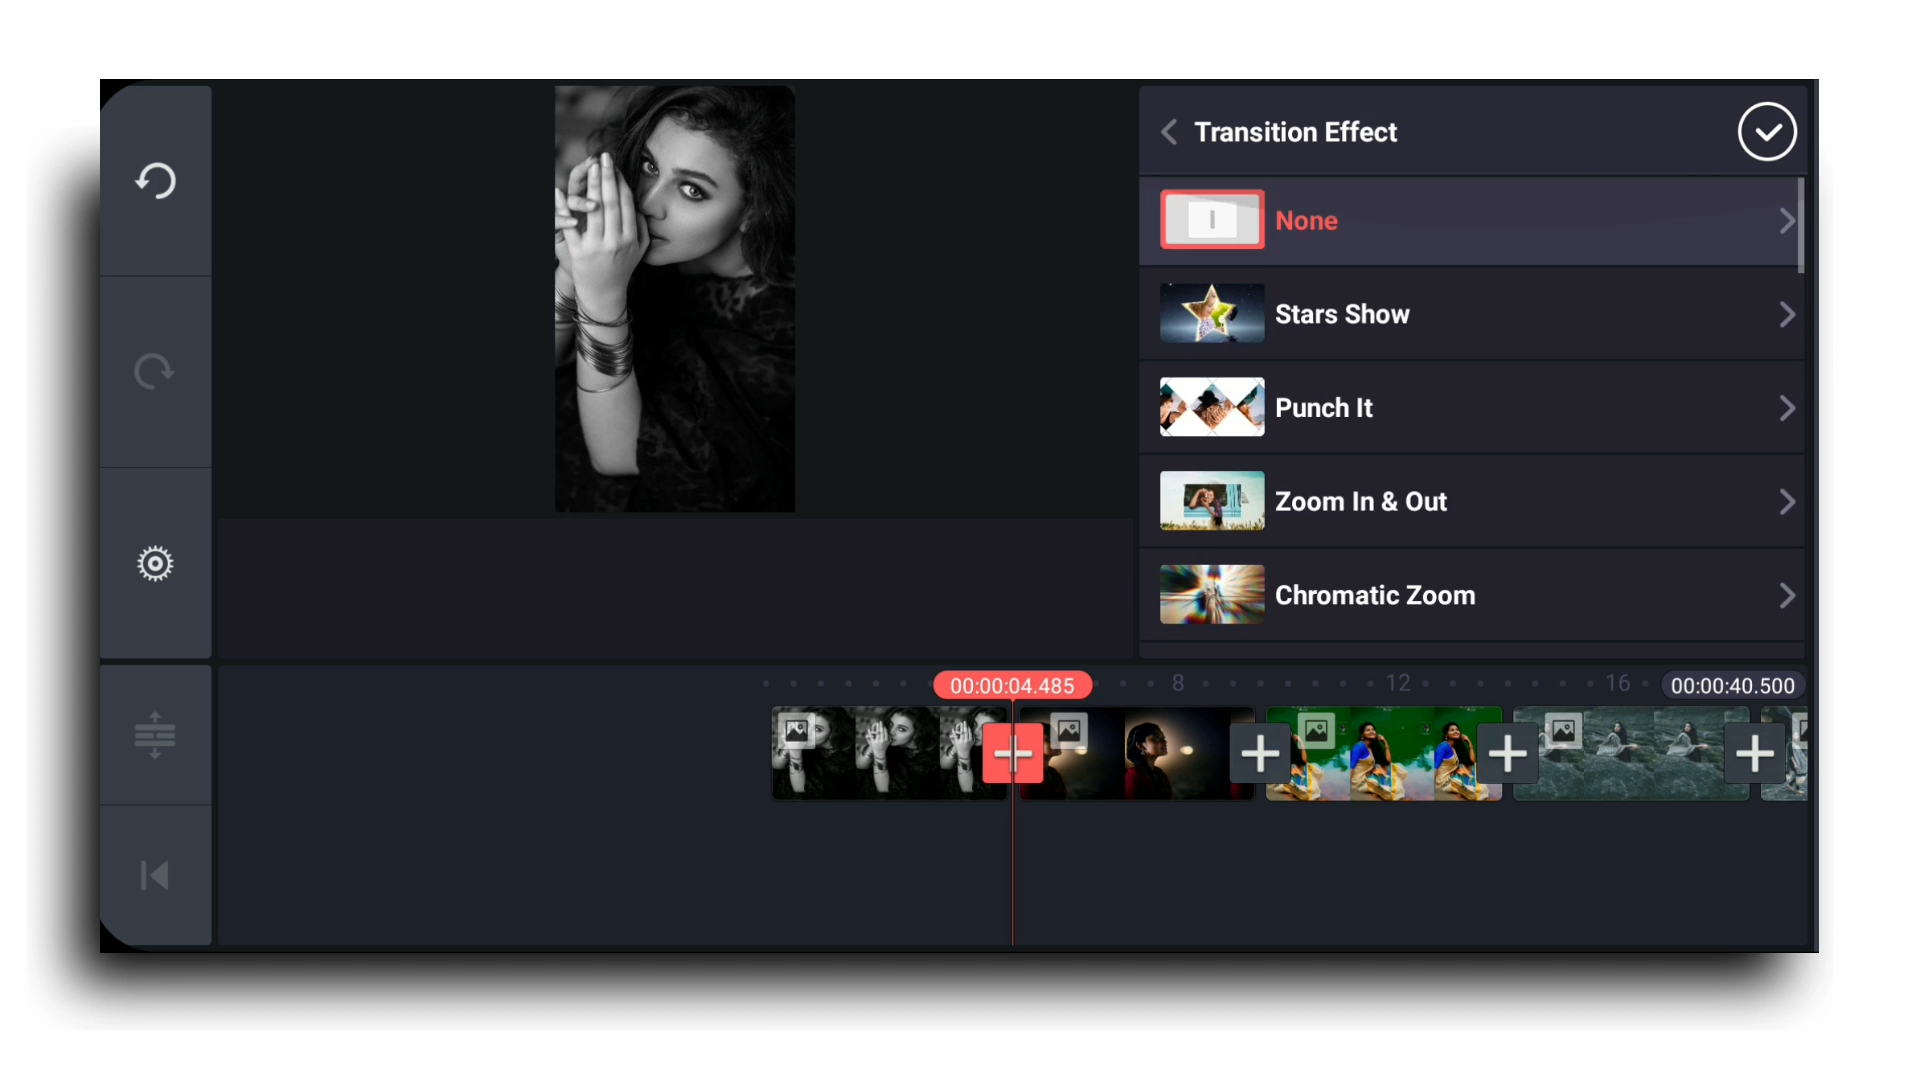 Transition Effect
None
Stars Show
Punch It
Zoom In & Out
Chromatic Zoom
00:00:04.485
8
12
16
00:00:40.500